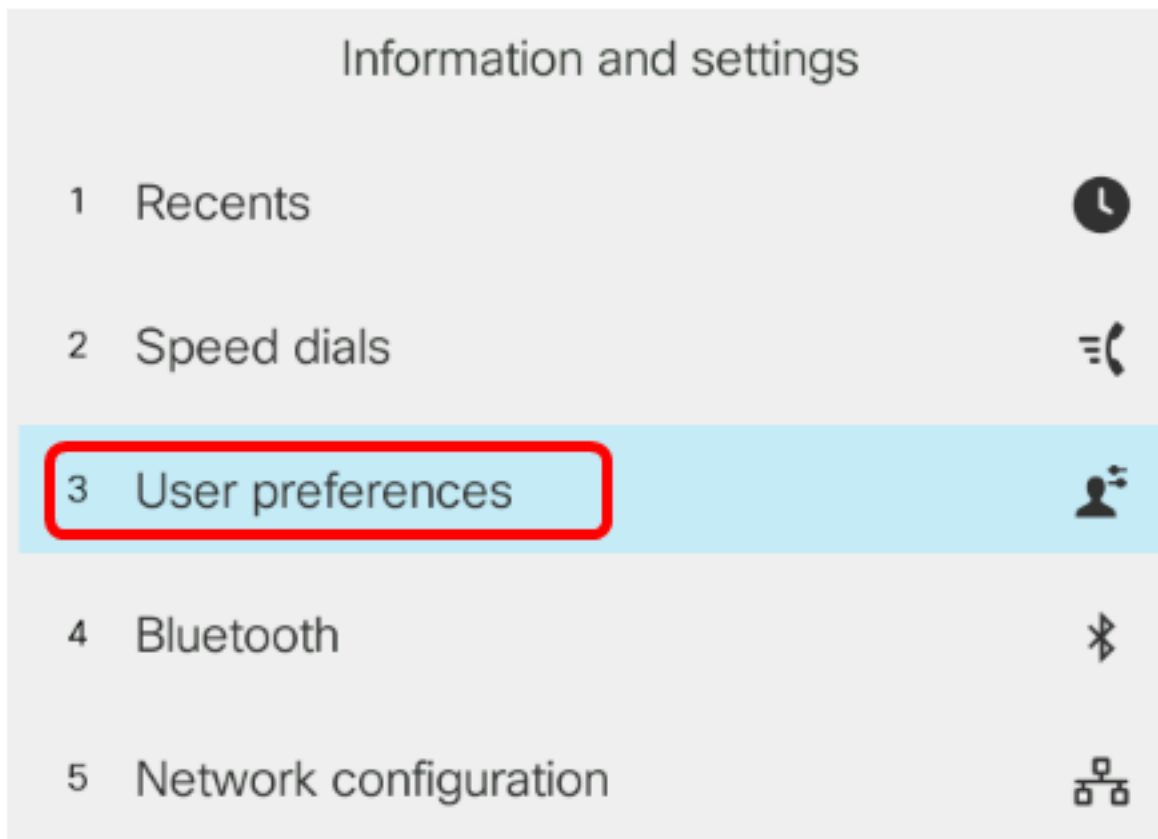 Information and settings
1 Recents
2 Speed dials
3 User preferences
4 Bluetooth
5 Network configuration